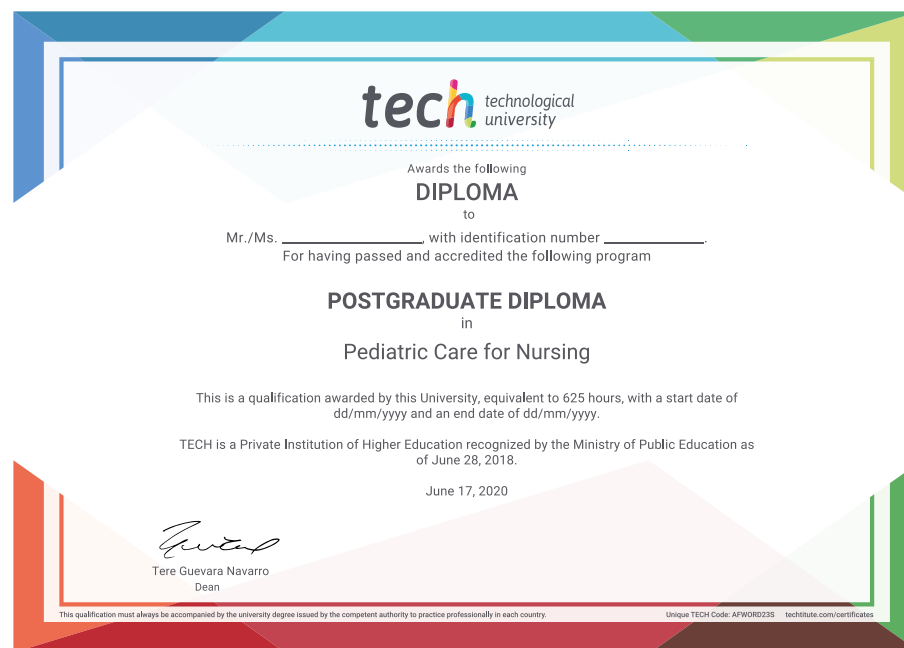 tech technological
university
Awards the following
DIPLOMA
to
Mr./Ms. ____________, with identification number ____________.
For having passed and accredited the following program
POSTGRADUATE DIPLOMA
in
Pediatric Care for Nursing
This is a qualification awarded by this University, equivalent to 625 hours, with a start date of
dd/mm/yyyy and an end date of dd/mm/yyyy.
TECH is a Private Institution of Higher Education recognized by the Ministry of Public Education as
of June 28, 2018.
June 17, 2020
Tere Guevara Navarro
Dean
This qualification must always be accompanied by the university degree issued by the competent authority to practice professionally in each country. Unique TECH Code: AFWORD23S techtitute.com/certificates